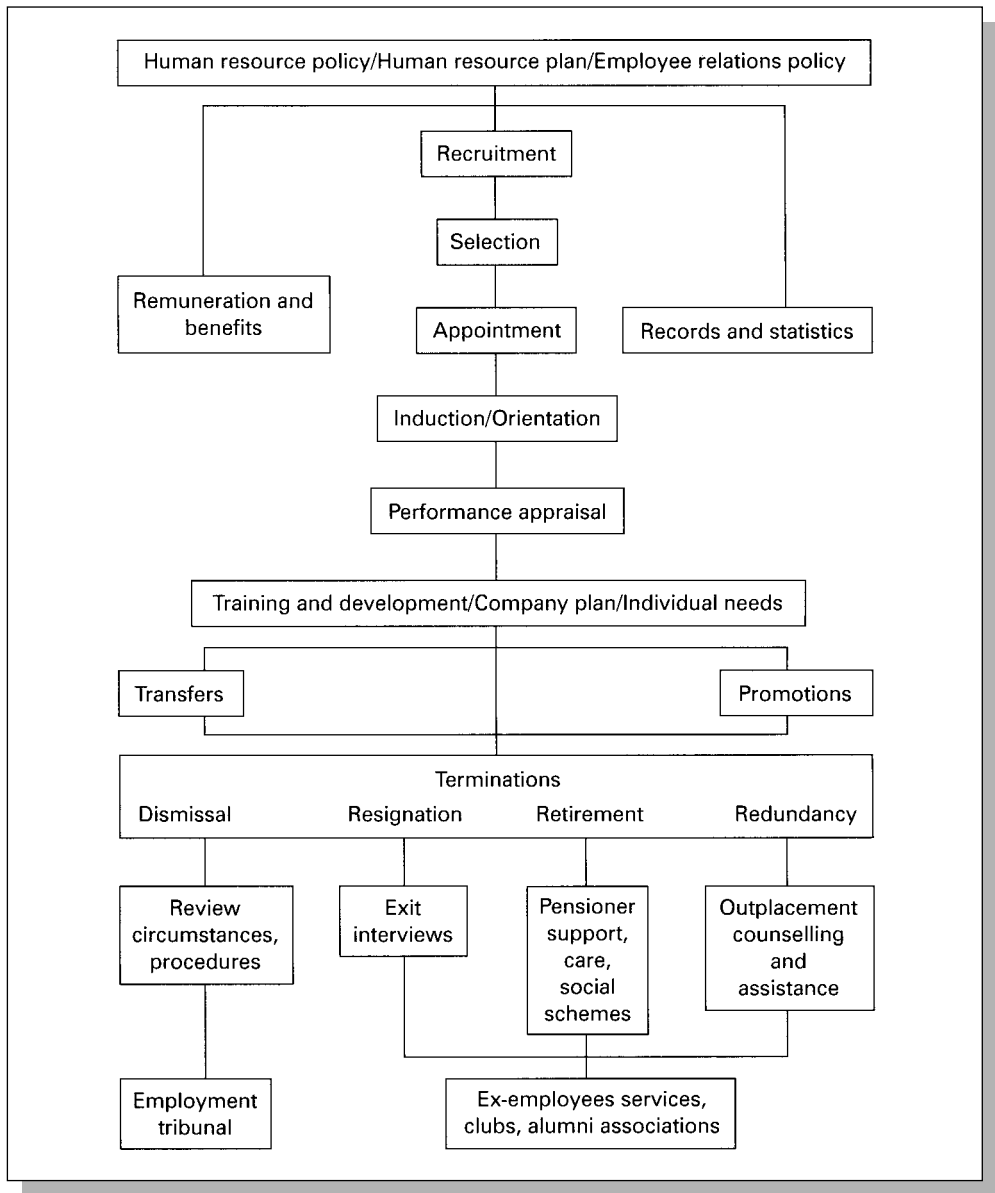 Human resource policy/Human resource plan/Employee relations policy
Recruitment
Selection
Remuneration and
benefits
Appointment
Records and statistics
Induction/Orientation
Performance appraisal
Training and development/Company plan/Individual needs
Transfers
Promotions
Terminations
Dismissal
Resignation
Retirement
Redundancy
Review
circumstances,
procedures
Exit
interviews
Pensioner
support,
care,
social
schemes
Outplacement
counselling
and
assistance
Employment
tribunal
Ex-employees services,
clubs, alumni associations